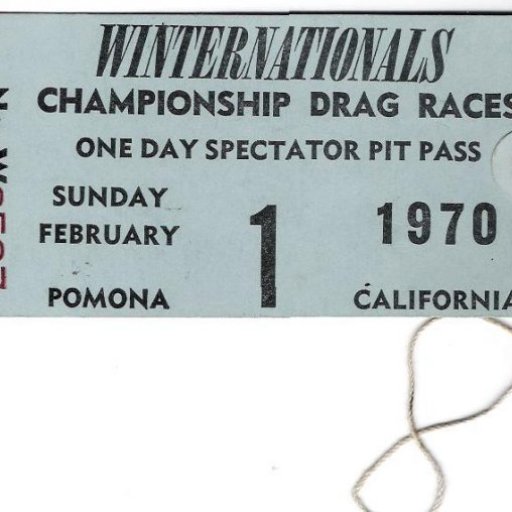 WINTERNATIONALS
CHAMPIONSHIP DRAG RACES
ONE DAY SPECTATOR PIT PASS
SUNDAY
FEBRUARY 1 1970
POMONA CALIFORNIA